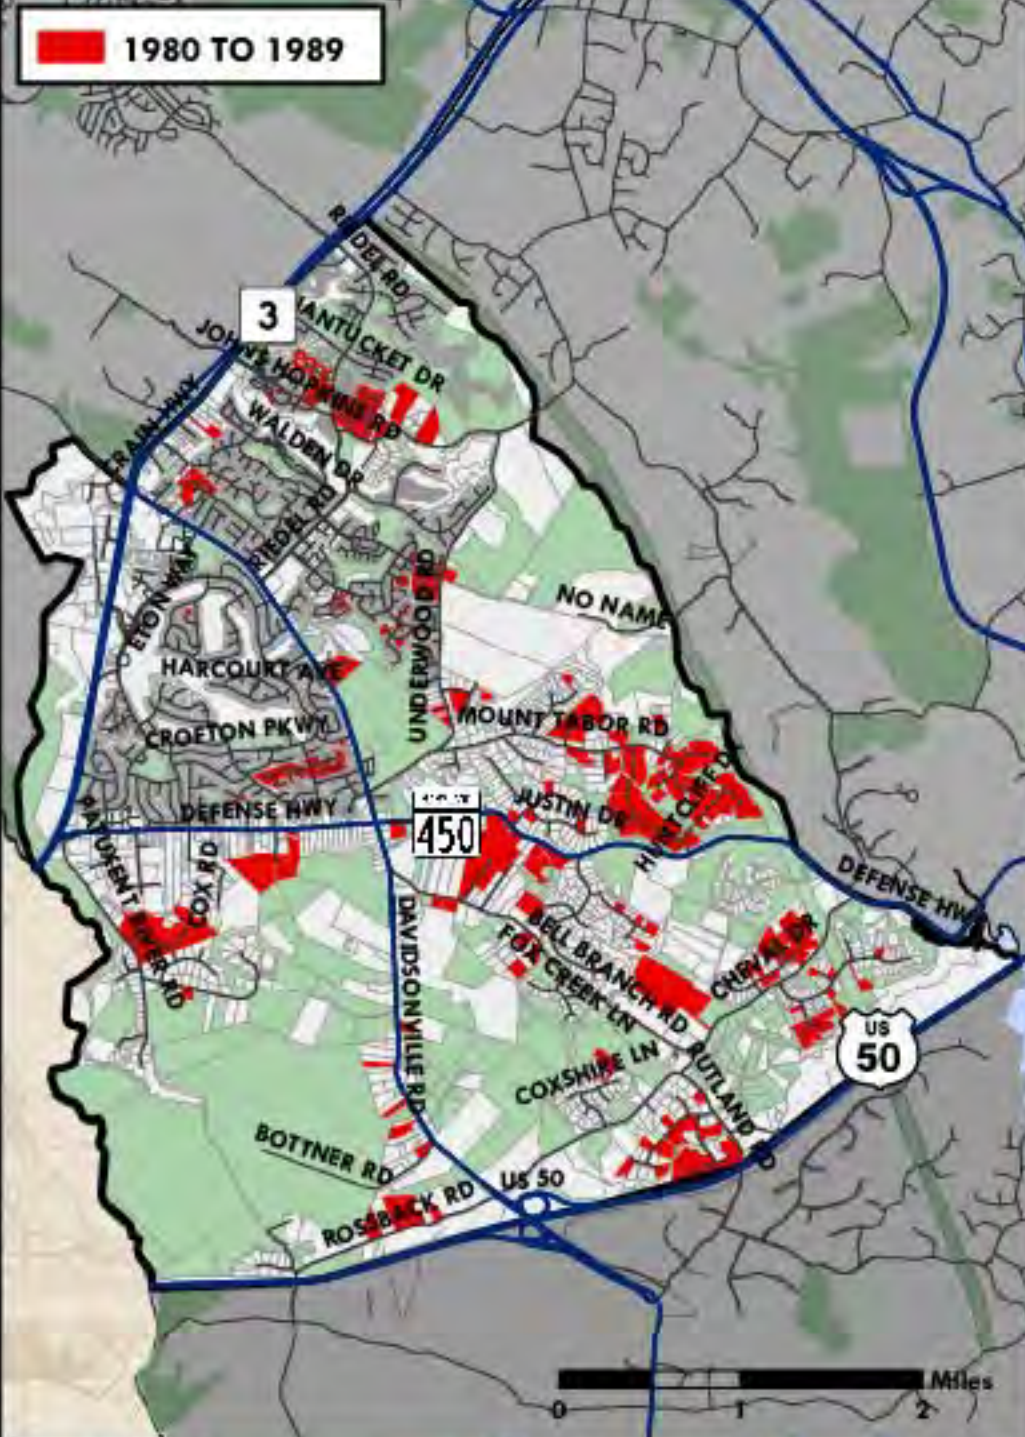 1980 TO 1989
RIEDEL RD
3
NANTUCKET DR
JOHNS HOPKINS RD
CRAIN HWY
WALDEN DR
RIEDEL RD
ETON WAY
UNDERWOOD RD
NO NAME
HARCOURT AVE
CROFTON PKWY
MOUNT TABOR RD
DEFENSE HWY
450
JUSTIN DR
HUNTCLIFF DR
PATUXENT RIVER RD
COX RD
DEFENSE HWY
DAVIDSONVILLE RD
BELL BRANCH RD
FOX CREEK LN
CHEVAL DR
US
50
COXSHIRE LN
RUTLAND RD
BOTTNER RD
US 50
ROSSBACK RD
Miles
0 1 2